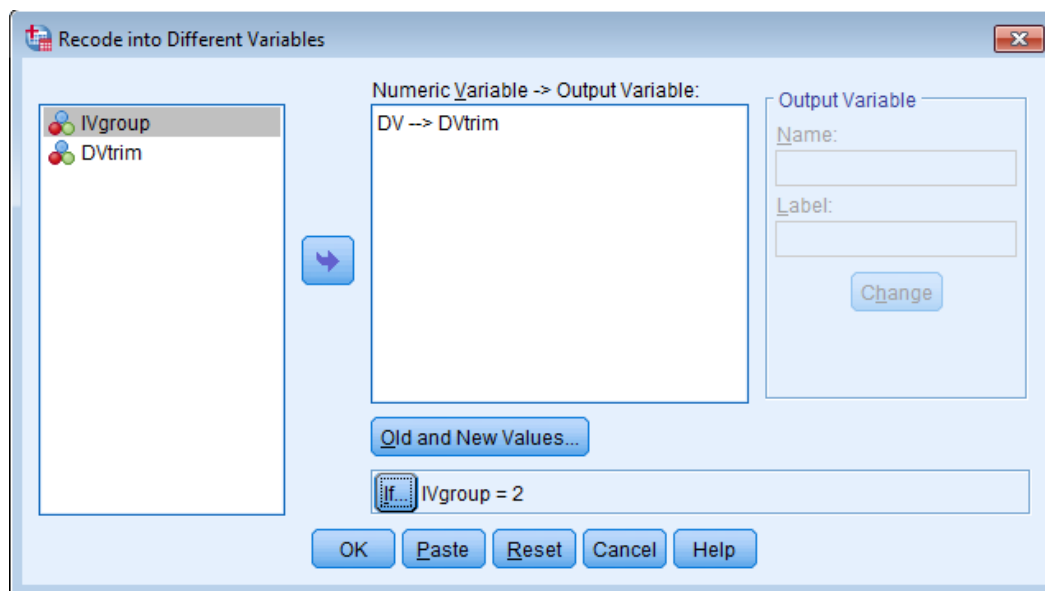 Recode into Different Variables
IVgroup
DVtrim
Numeric Variable -> Output Variable:
DV --> DVtrim
Output Variable
Name:
Label:
Change
Old and New Values...
If... IVgroup = 2
OK Paste Reset Cancel Help